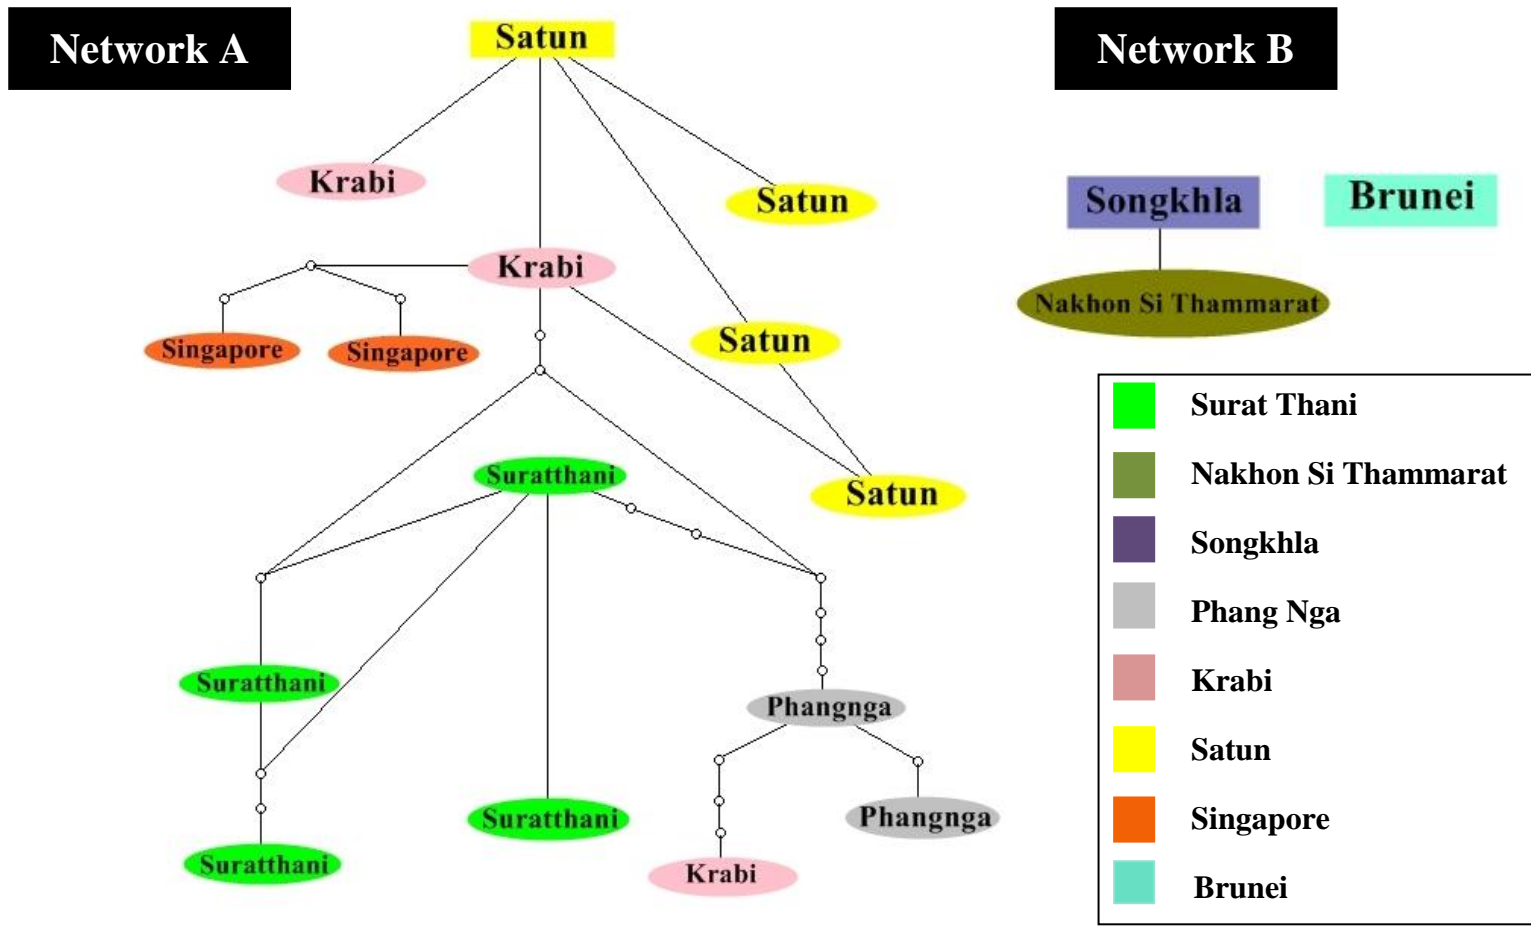 Network A
Satun
Krabi
Satun
Krabi
Singapore
Singapore
Satun
Suratthani
Satun
Suratthani
Phangnga
Suratthani
Phangnga
Suratthani
Krabi
Network B
Songkhla
Brunei
Nakhon Si Thammarat
Surat Thani
Nakhon Si Thammarat
Songkhla
Phang Nga
Krabi
Satun
Singapore
Brunei